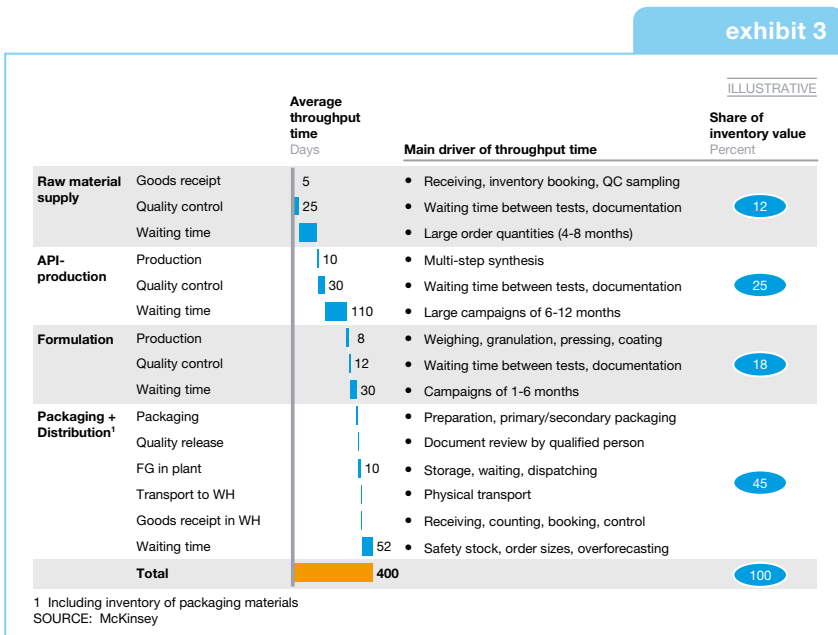 exhibit 3
ILLUSTRATIVE
Average
throughput
time
Days
Main driver of throughput time
Share of
inventory value
Percent
Raw material
supply
Goods receipt 5 • Receiving, inventory booking, QC sampling
Quality control 25 • Waiting time between tests, documentation 12
Waiting time • Large order quantities (4-8 months)
API-
production
Production 10 • Multi-step synthesis
Quality control 30 • Waiting time between tests, documentation 25
Waiting time 110 • Large campaigns of 6-12 months
Formulation Production 8 • Weighing, granulation, pressing, coating
Quality control 12 • Waiting time between tests, documentation 18
Waiting time 30 • Campaigns of 1-6 months
Packaging +
Distribution¹
Packaging • Preparation, primary/secondary packaging
Quality release • Document review by qualified person
FG in plant 10 • Storage, waiting, dispatching 45
Transport to WH • Physical transport
Goods receipt in WH • Receiving, counting, booking, control
Waiting time 52 • Safety stock, order sizes, overforecasting
Total 400 100
1 Including inventory of packaging materials
SOURCE: McKinsey